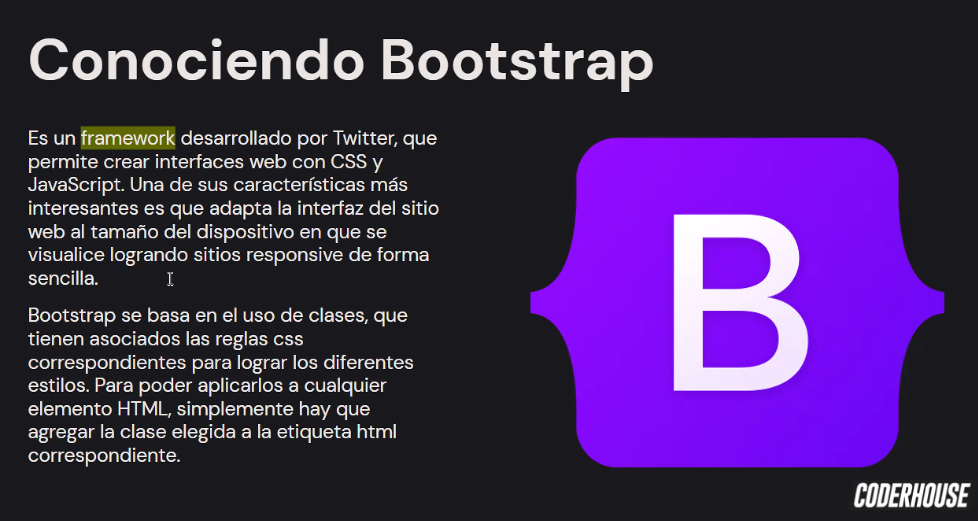 Conociendo Bootstrap
Es un framework desarrollado por Twitter, que
permite crear interfaces web con CSS y
JavaScript. Una de sus características más
interesantes es que adapta la interfaz del sitio
web al tamaño del dispositivo en que se
visualice logrando sitios responsive de forma
sencilla.
Bootstrap se basa en el uso de clases, que
tienen asociados las reglas css
correspondientes para lograr los diferentes
estilos. Para poder aplicarlos a cualquier
elemento HTML, simplemente hay que
agregar la clase elegida a la etiqueta html
correspondiente.
B
CODERHOUSE